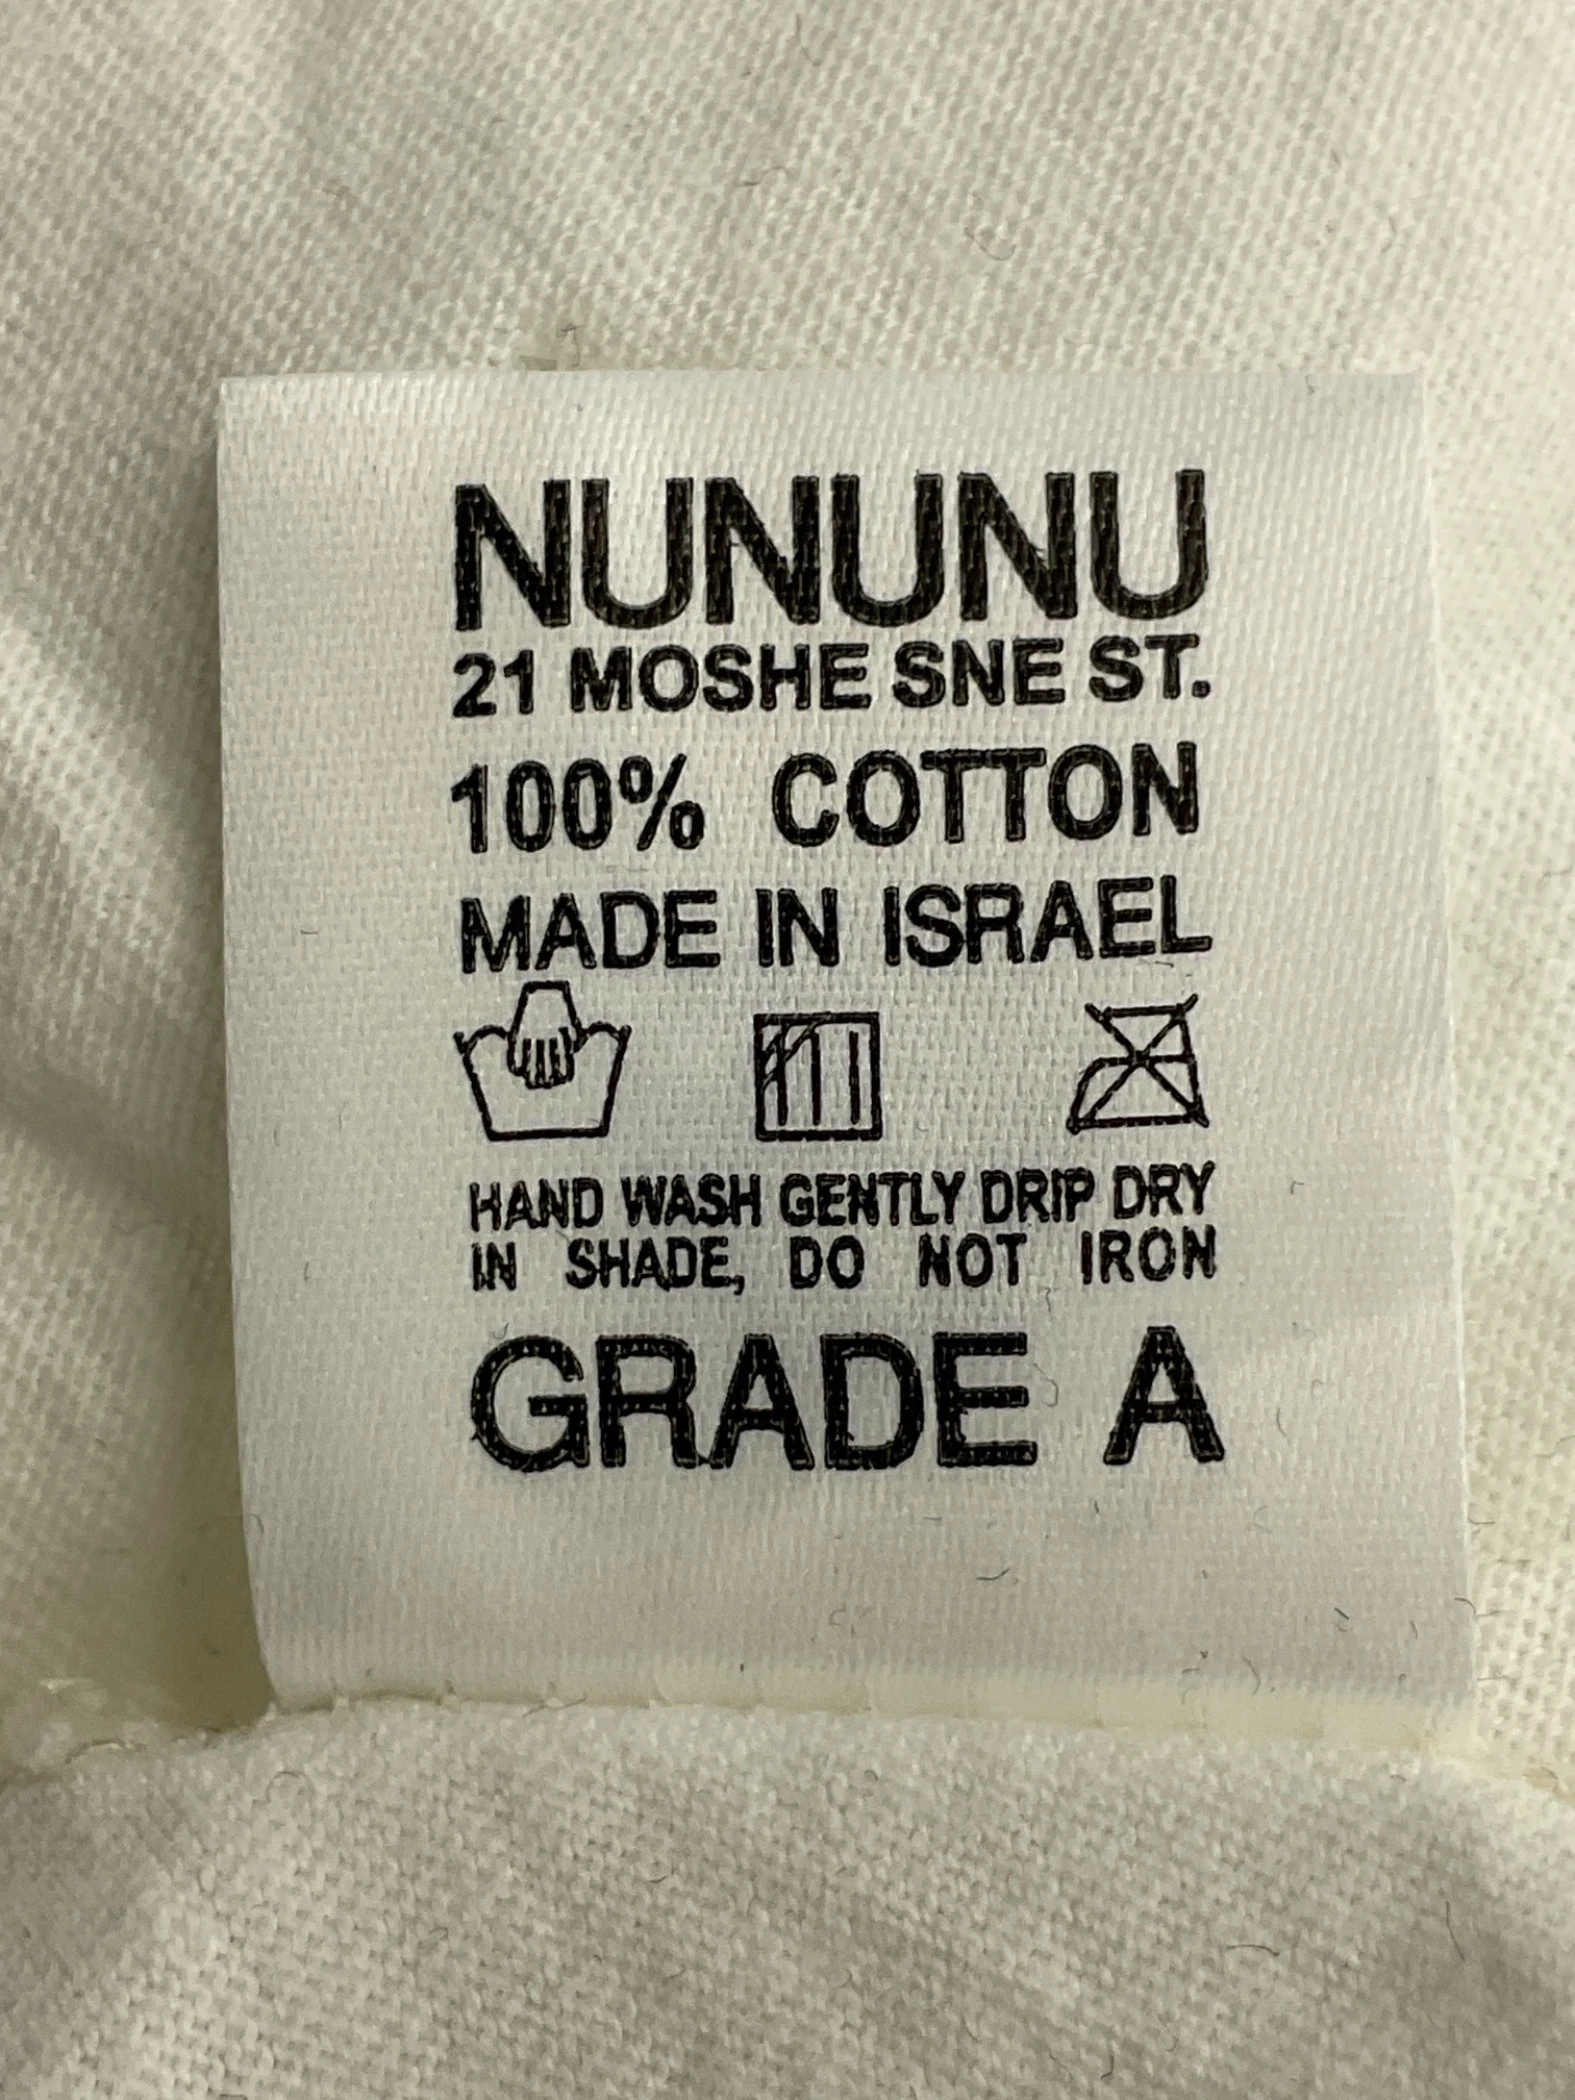 NUNUNU
21 MOSHE SNE ST.
100% COTTON
MADE IN ISRAEL
HAND WASH GENTLY DRIP DRY
IN SHADE, DO NOT IRON
GRADE A